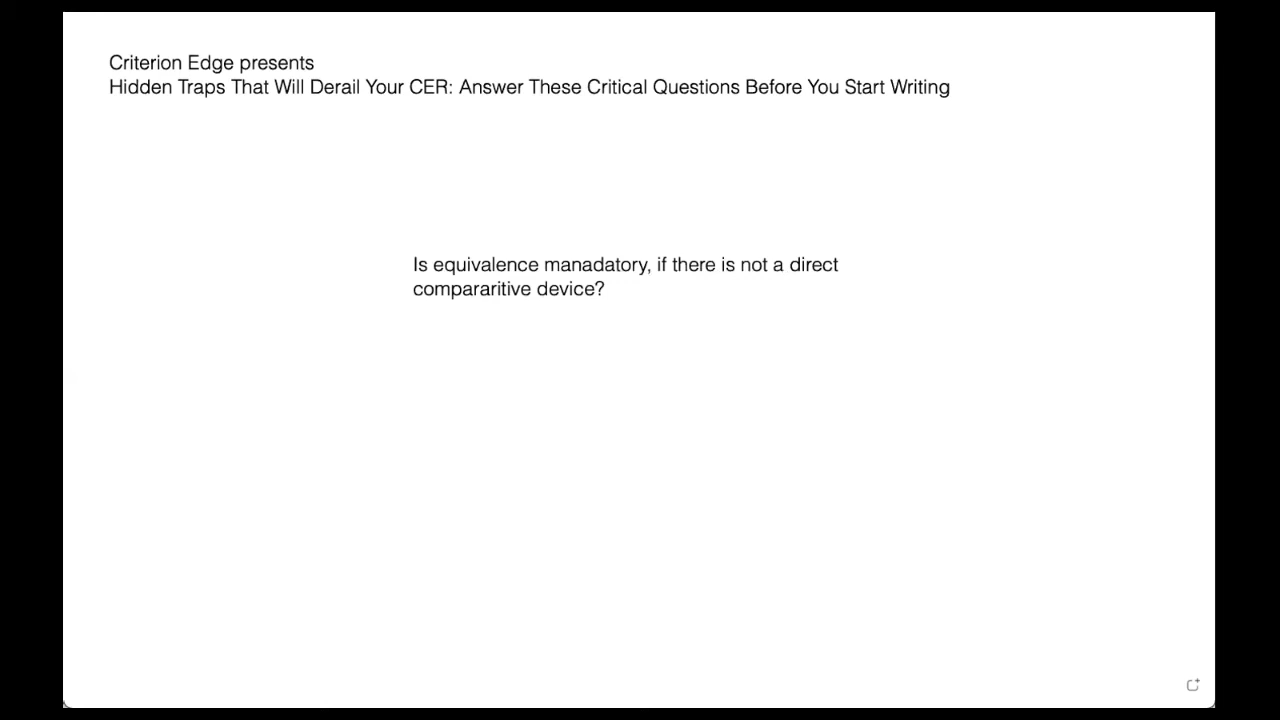 Criterion Edge presents
Hidden Traps That Will Derail Your CER: Answer These Critical Questions Before You Start Writing
Is equivalence manadatory, if there is not a direct
compararitive device?